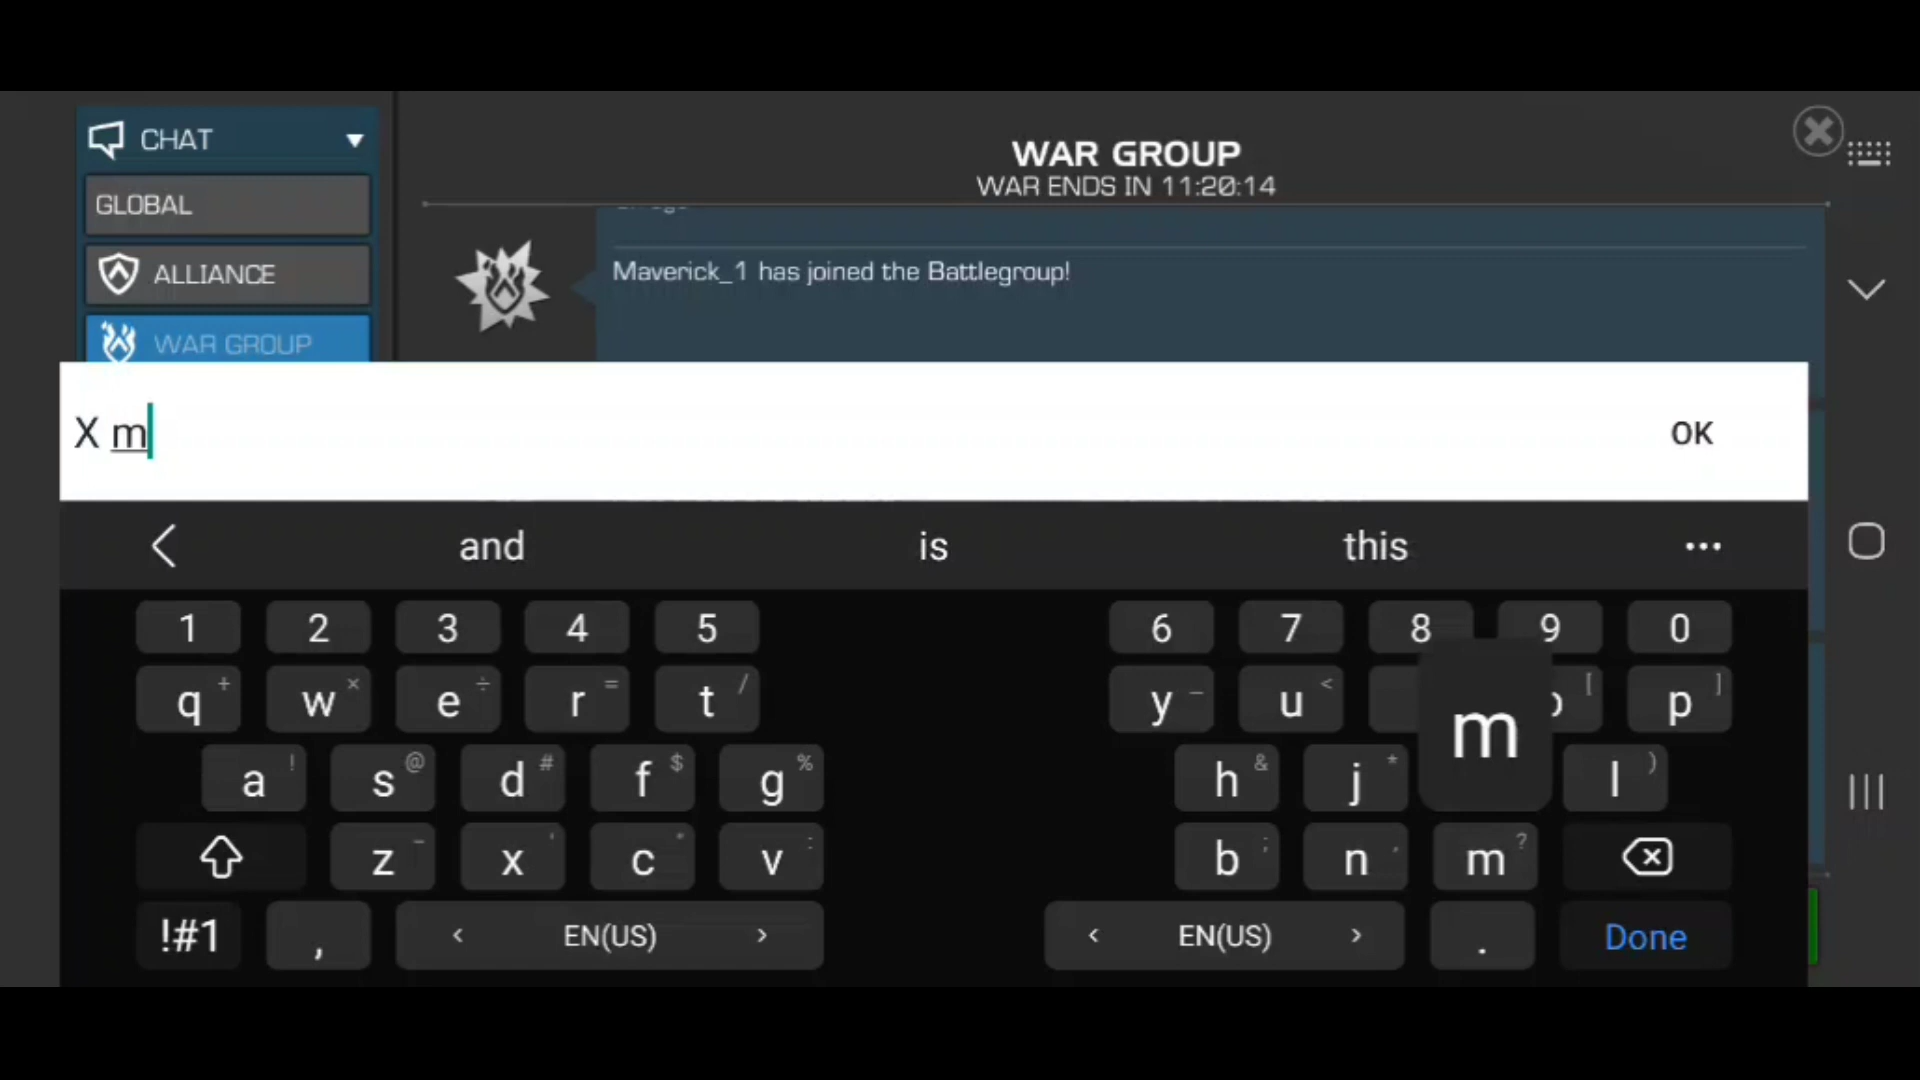 CHAT
GLOBAL
ALLIANCE
WAR GROUP
WAR GROUP
WAR ENDS IN 11:20:14
Maverick_1 has joined the Battlegroup!
X m
OK
and is this ...
1 2 3 4 5 6 7 8 9 0
q + w × e ÷ r = t / y _ u < [ p ]
a ! s @ d # f $ g % h & j * m l )
z x ' c " v : b ; n , m ?
!#1 , < EN(US) > < EN(US) > . Done